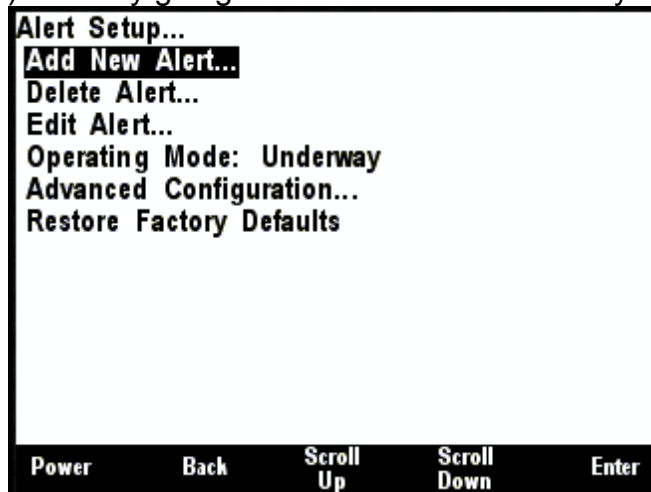 Alert Setup...
Add New Alert...
Delete Alert...
Edit Alert...
Operating Mode: Underway
Advanced Configuration...
Restore Factory Defaults
Power Back Scroll Up Scroll Down Enter